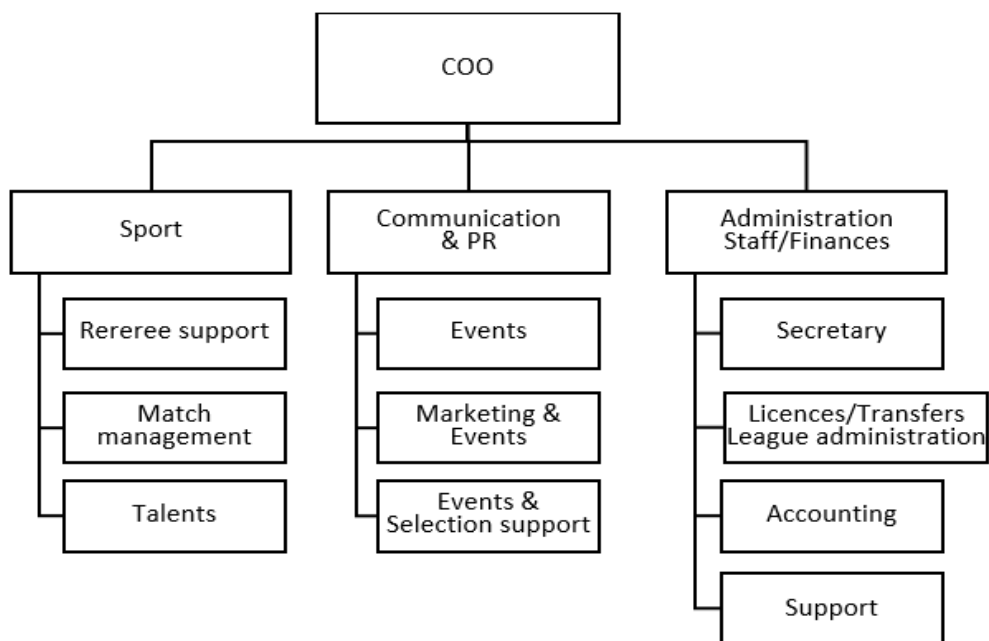 COO
Sport
Communication
& PR
Administration
Staff/Finances
Rereree support
Match
management
Talents
Events
Marketing &
Events
Events &
Selection support
Secretary
Licences/Transfers
League administration
Accounting
Support